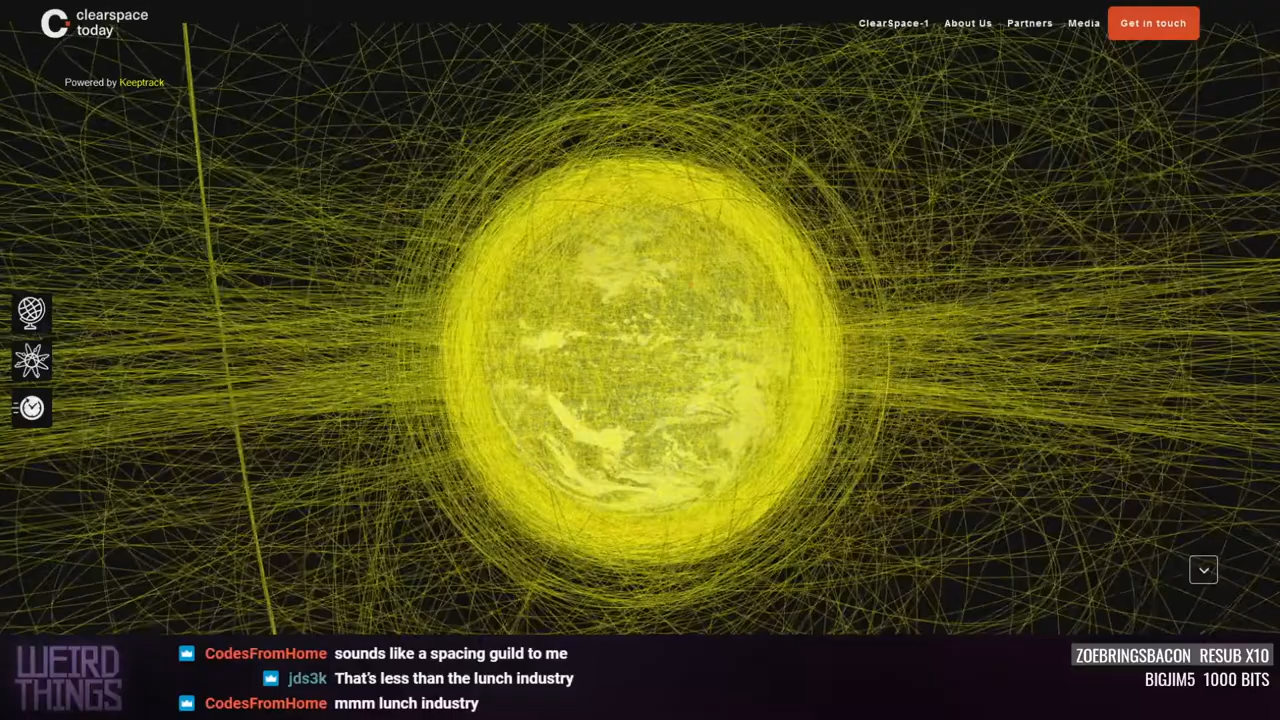 clearspace
today
ClearSpace-1 About Us Partners Media Get in touch
Powered by Keeptrack
WEIRD
THINGS
CodesFromHome sounds like a spacing guild to me
jds3k That's less than the lunch industry
CodesFromHome mmm lunch industry
ZOEBRINGSBACON RESUB X10
BIGJIM5 1000 BITS